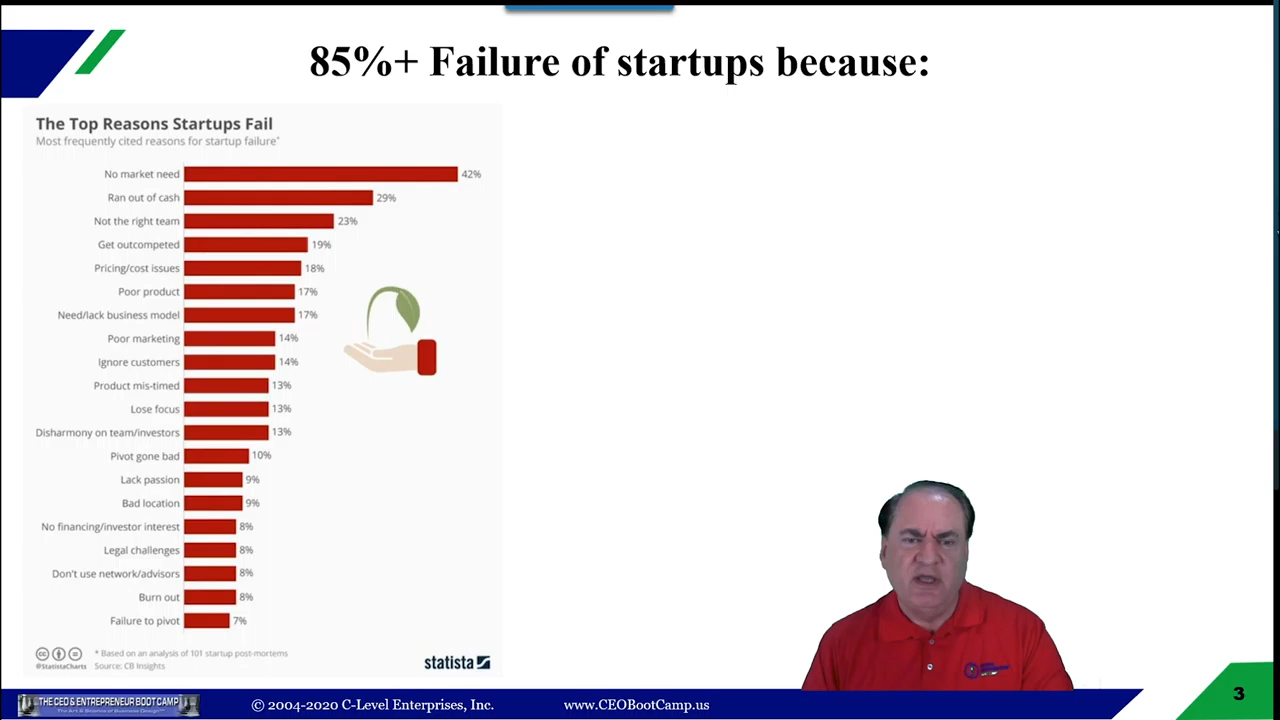 85%+ Failure of startups because:
The Top Reasons Startups Fail
Most frequently cited reasons for startup failure*
No market need 42%
Ran out of cash 29%
Not the right team 23%
Get outcompeted 19%
Pricing/cost issues 18%
Poor product 17%
Need/lack business model 17%
Poor marketing 14%
Ignore customers 14%
Product mis-timed 13%
Lose focus 13%
Disharmony on team/investors 13%
Pivot gone bad 10%
Lack passion 9%
Bad location 9%
No financing/investor interest 8%
Legal challenges 8%
Don't use network/advisors 8%
Burn out 8%
Failure to pivot 7%
* Based on an analysis of 101 startup post-mortems
@StatistaCharts Source: CB Insights
statista
THE CEO & ENTREPRENEUR BOOT CAMP
The Art & Science of Business Design™
© 2004-2020 C-Level Enterprises, Inc. www.CEOBootCamp.us
3